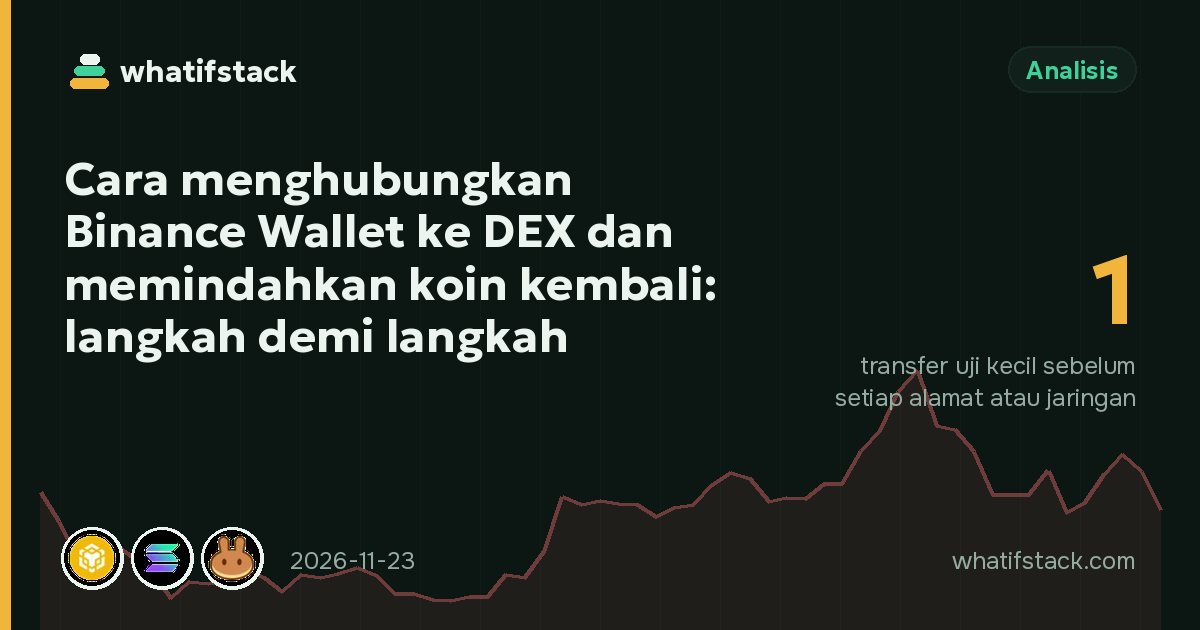 whatifstack
Analisis
Cara menghubungkan
Binance Wallet ke DEX dan
memindahkan koin kembali:
langkah demi langkah
1
transfer uji kecil sebelum
setiap alamat atau jaringan
2026-11-23
whatifstack.com